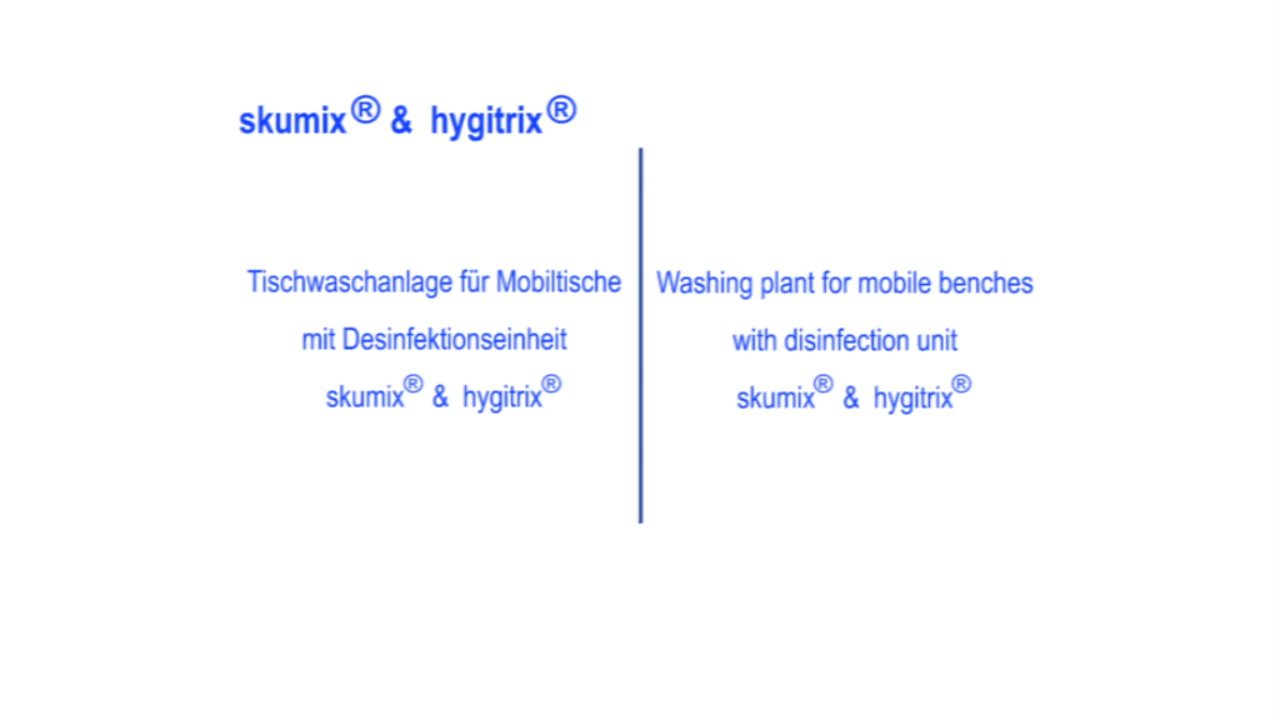 skumix® & hygitrix®
Tischwaschanlage für Mobiltische
mit Desinfektionseinheit
skumix® & hygitrix®
Washing plant for mobile benches
with disinfection unit
skumix® & hygitrix®